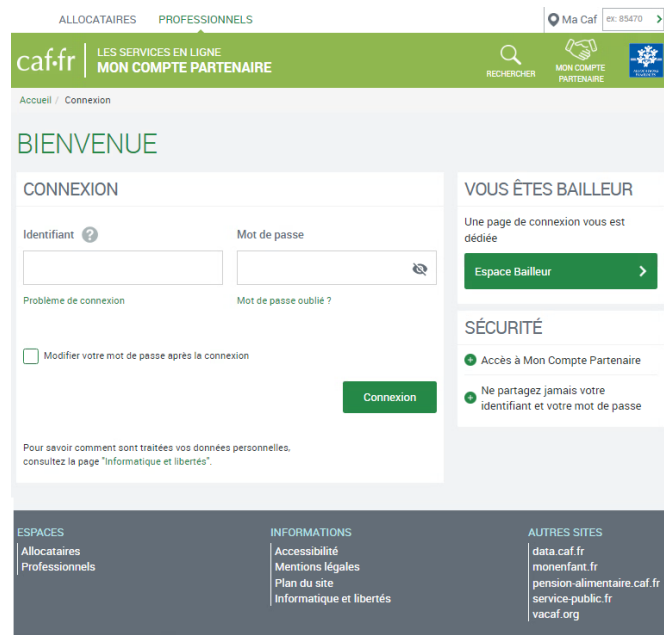 ALLOCATAIRES PROFESSIONNELS
Ma Caf ex: 85470
caf.fr
LES SERVICES EN LIGNE
MON COMPTE PARTENAIRE
RECHERCHER
MON COMPTE
PARTENAIRE
Accueil / Connexion
BIENVENUE
CONNEXION
Identifiant ?
Mot de passe
Problème de connexion
Mot de passe oublié ?
Modifier votre mot de passe après la connexion
Connexion
Pour savoir comment sont traitées vos données personnelles,
consultez la page "Informatique et libertés".
VOUS ÊTES BAILLEUR
Une page de connexion vous est
dédiée
Espace Bailleur
SÉCURITÉ
Accès à Mon Compte Partenaire
Ne partagez jamais votre
identifiant et votre mot de passe
ESPACES
Allocataires
Professionnels
INFORMATIONS
Accessibilité
Mentions légales
Plan du site
Informatique et libertés
AUTRES SITES
data.caf.fr
monenfant.fr
pension-alimentaire.caf.fr
service-public.fr
vacaf.org